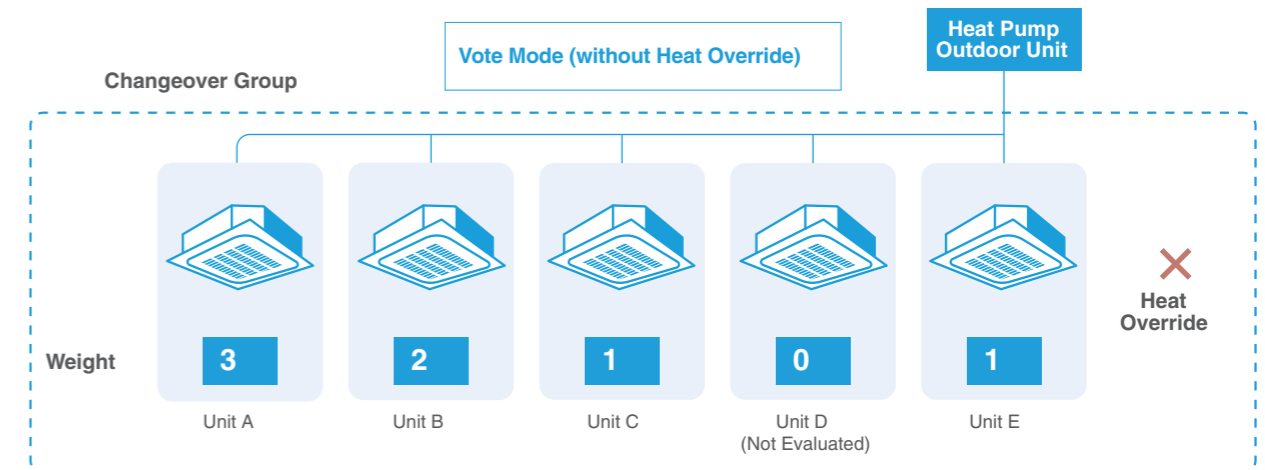 Heat Pump
Outdoor Unit
Vote Mode (without Heat Override)
Changeover Group
Heat
Override
Weight
3
2
1
0
1
Unit A
Unit B
Unit C
Unit D
(Not Evaluated)
Unit E